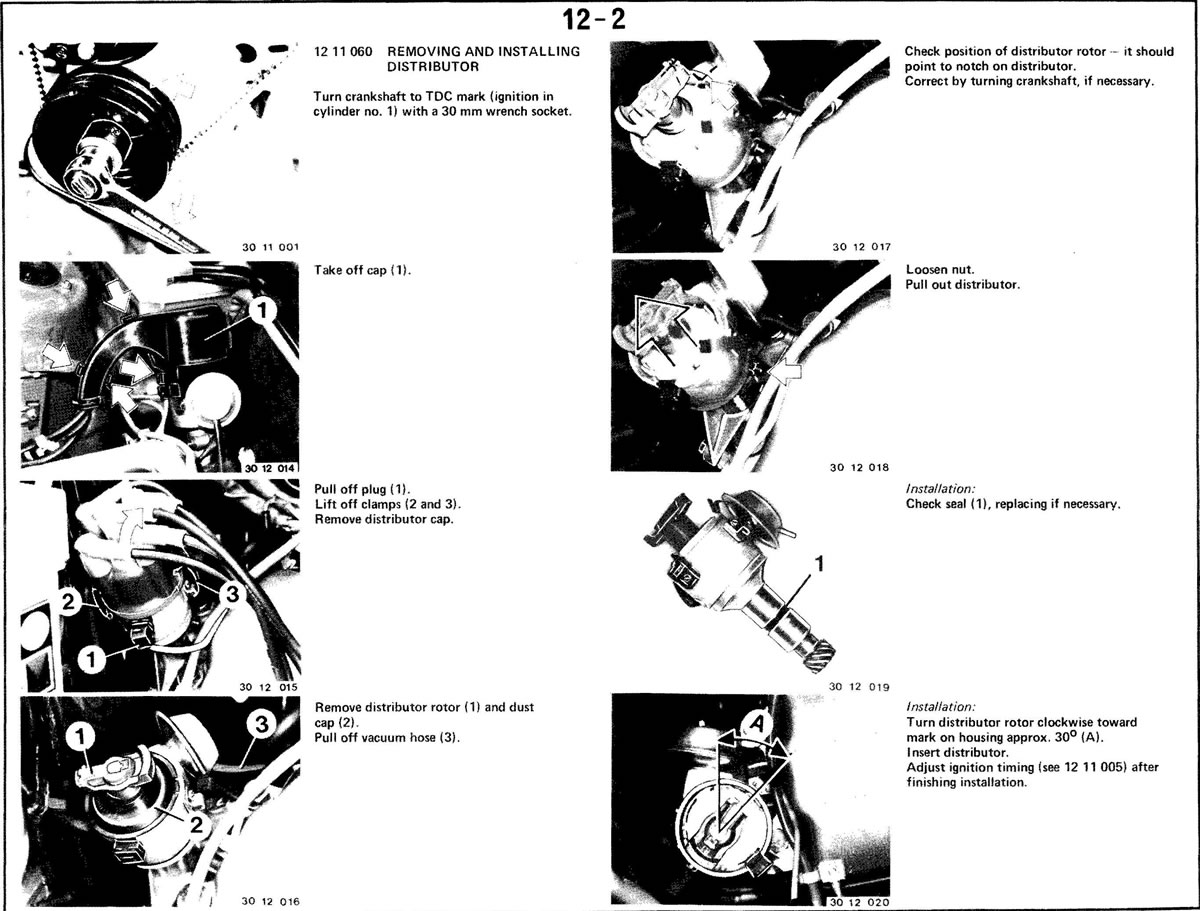 12-2
12 11 060 REMOVING AND INSTALLING
DISTRIBUTOR
Turn crankshaft to TDC mark (ignition in
cylinder no. 1) with a 30 mm wrench socket.
30 11 001
Take off cap (1).
1
30 12 014
Pull off plug (1).
Lift off clamps (2 and 3).
Remove distributor cap.
2
3
1
30 12 015
Remove distributor rotor (1) and dust
cap (2).
Pull off vacuum hose (3).
1
3
2
30 12 016
Check position of distributor rotor – it should
point to notch on distributor.
Correct by turning crankshaft, if necessary.
30 12 017
Loosen nut.
Pull out distributor.
30 12 018
Installation:
Check seal (1), replacing if necessary.
1
30 12 019
Installation:
Turn distributor rotor clockwise toward
mark on housing approx. 30° (A).
Insert distributor.
Adjust ignition timing (see 12 11 005) after
finishing installation.
A
30 12 020